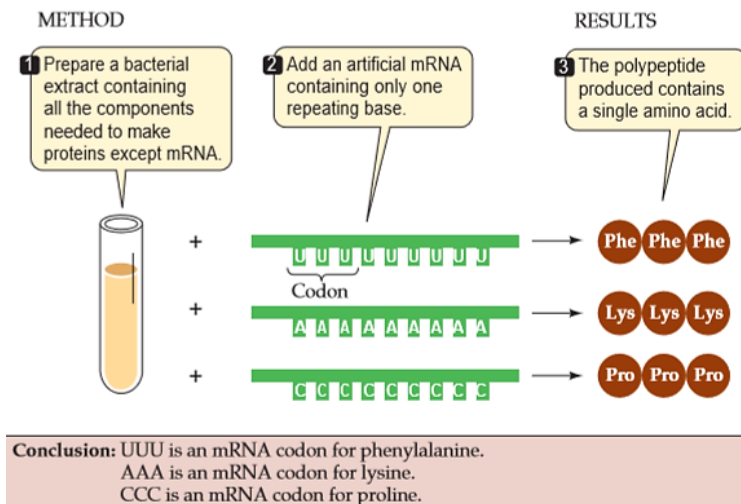 METHOD
RESULTS
1 Prepare a bacterial
extract containing
all the components
needed to make
proteins except mRNA.
2 Add an artificial mRNA
containing only one
repeating base.
3 The polypeptide
produced contains
a single amino acid.
+ U U U U U U U U U Phe Phe Phe
Codon
+ A A A A A A A A A Lys Lys Lys
+ C C C C C C C C C Pro Pro Pro
Conclusion: UUU is an mRNA codon for phenylalanine.
AAA is an mRNA codon for lysine.
CCC is an mRNA codon for proline.